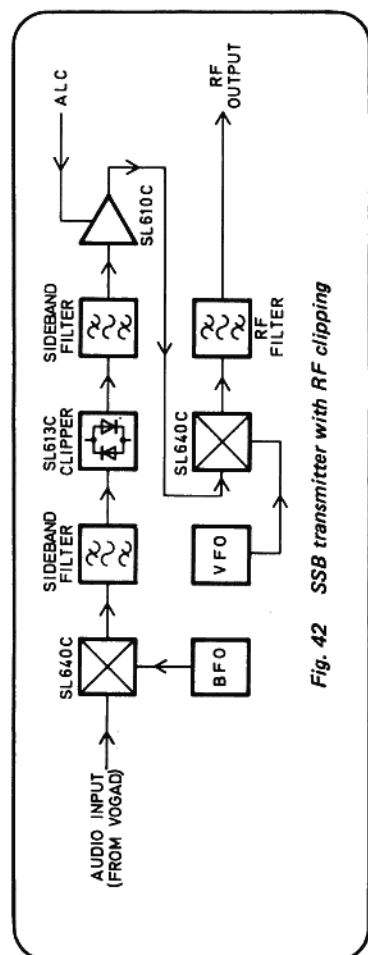 AUDIO INPUT
(FROM VOGAD)
SL640C
BFO
SIDEBAND
FILTER
SL613C
CLIPPER
SIDEBAND
FILTER
SL610C
ALC
VFO
SL640C
RF
FILTER
RF
OUTPUT
Fig. 42 SSB transmitter with RF clipping